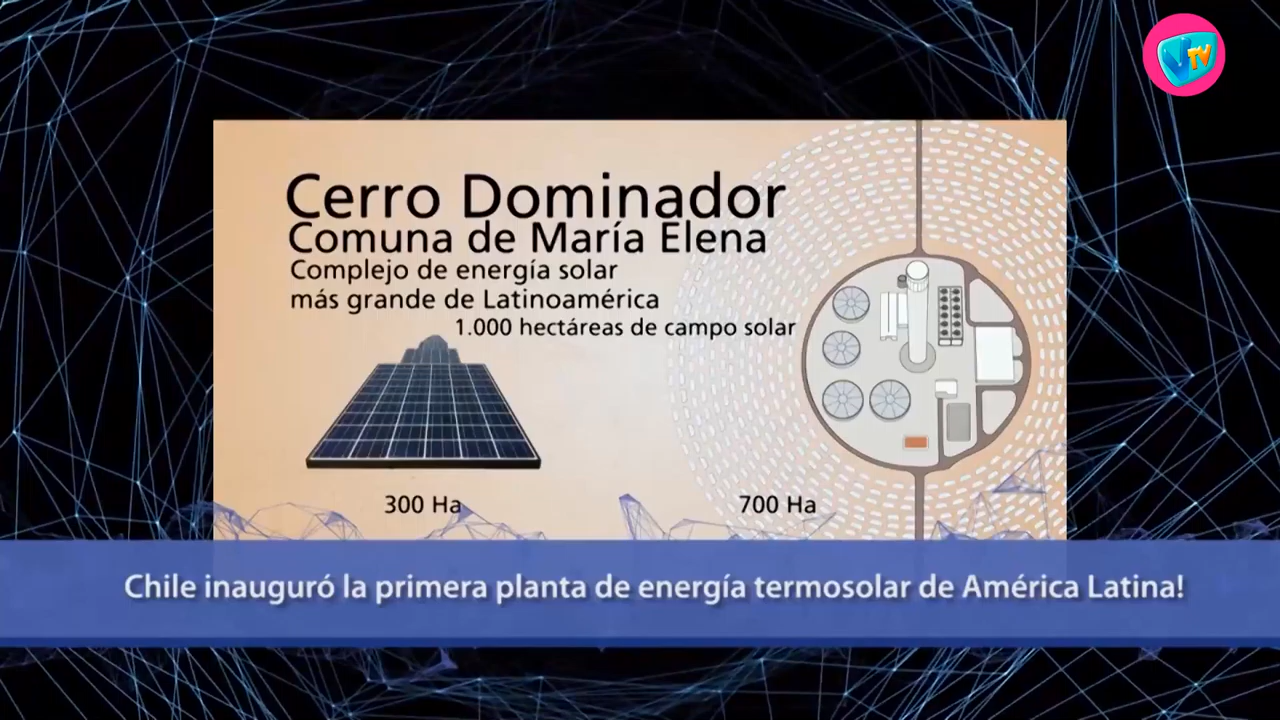 VTV
Cerro Dominador
Comuna de María Elena
Complejo de energía solar
más grande de Latinoamérica
1.000 hectáreas de campo solar
300 Ha
700 Ha
Chile inauguró la primera planta de energía termosolar de América Latina!